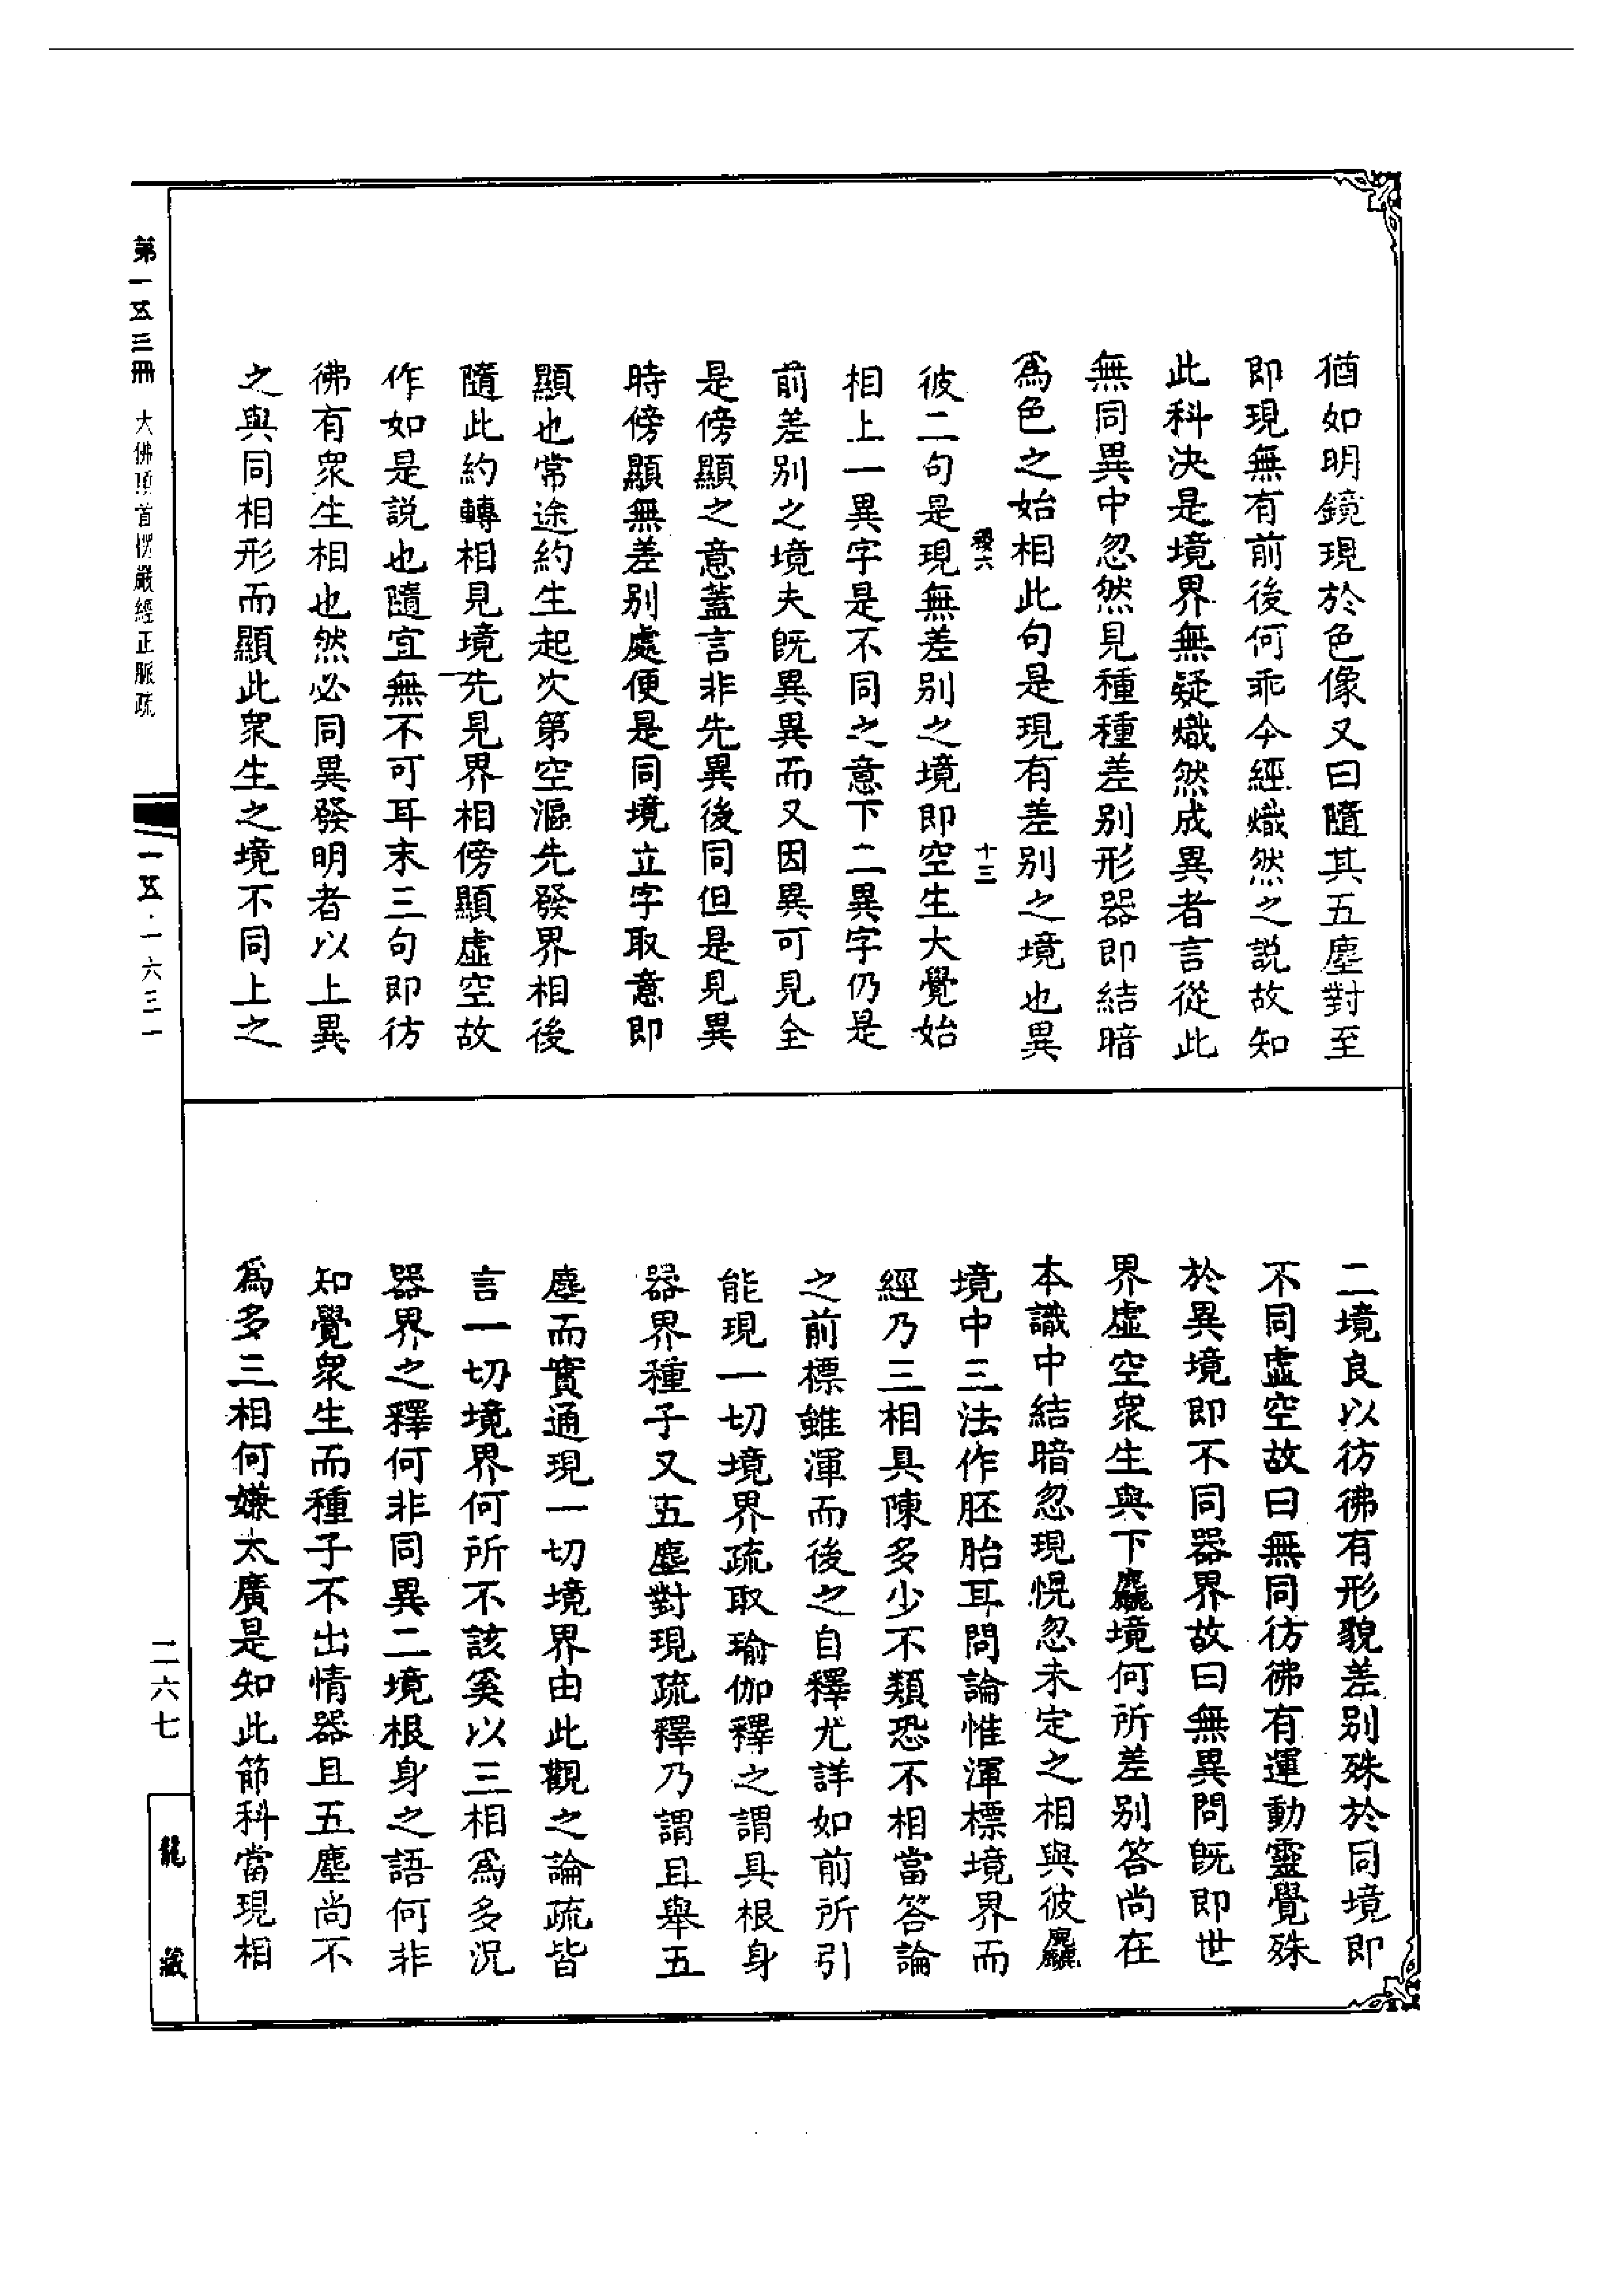 猶如明鏡現於色像又曰隨其五塵對至
即現無有前後何乖今經熾然之説故知
此科決是境界無疑熾然成異者言從此
無同異中忽然見種種差别形器即結暗
爲色之始相此句是現有差别之境也異
十三
彼二句是現無差别之境即空生大覺始
相上一異字是不同之意下二異字仍是
前差别之境夫既異異而又因異可見全
是傍顯之意蓋言非先異後同但是見異
時傍顯無差别處便是同境立字取意即
顯也常途約生起次第空漚先發界相後
隨此約轉相見境先見界相傍顯虛空故
作如是説也隨宜無不可耳末三句即彷
彿有衆生相也然必同異發明者以上異
之與同相形而顯此衆生之境不同上之
二境良以彷彿有形貌差别殊於同境即
不同虛空故曰無同彷彿有運動靈覺殊
於異境即不同器界故曰無異問既即世
界虛空衆生與下麤境何所差别答尚在
本識中結暗忽現怳忽未定之相與彼麤
境中三法作胚胎耳問論惟渾標境界而
經乃三相具陳多少不類恐不相當答論
之前標雖渾而後之自釋尤詳如前所引
能現一切境界疏取瑜伽釋之謂具根身
器界種子又五塵對現疏釋乃謂且舉五
塵而實通現一切境界由此觀之論疏皆
言一切境界何所不該奚以三相爲多況
器界之釋何非同異二境根身之語何非
知覺衆生而種子不出情器且五塵尚不
爲多三相何嫌太廣是知此節科當現相
第一五三冊 大佛頂首楞嚴經正脈疏
一五·一六三一
二六七
龍藏